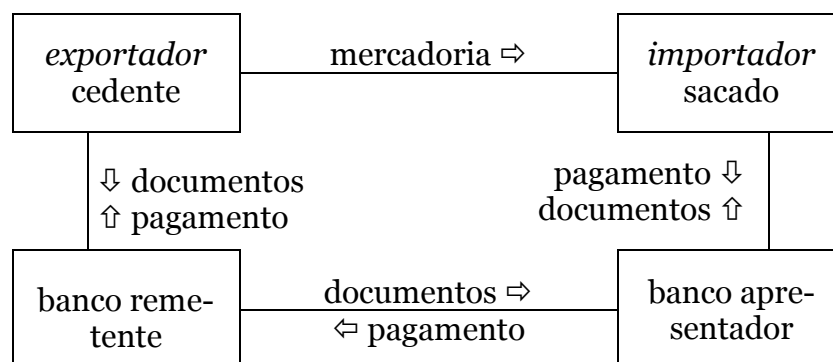 exportador
cedente
mercadoria ⇨
importador
sacado
⇩ documentos
⇧ pagamento
pagamento ⇩
documentos ⇧
banco reme-
tente
documentos ⇨
⇦ pagamento
banco apre-
sentador